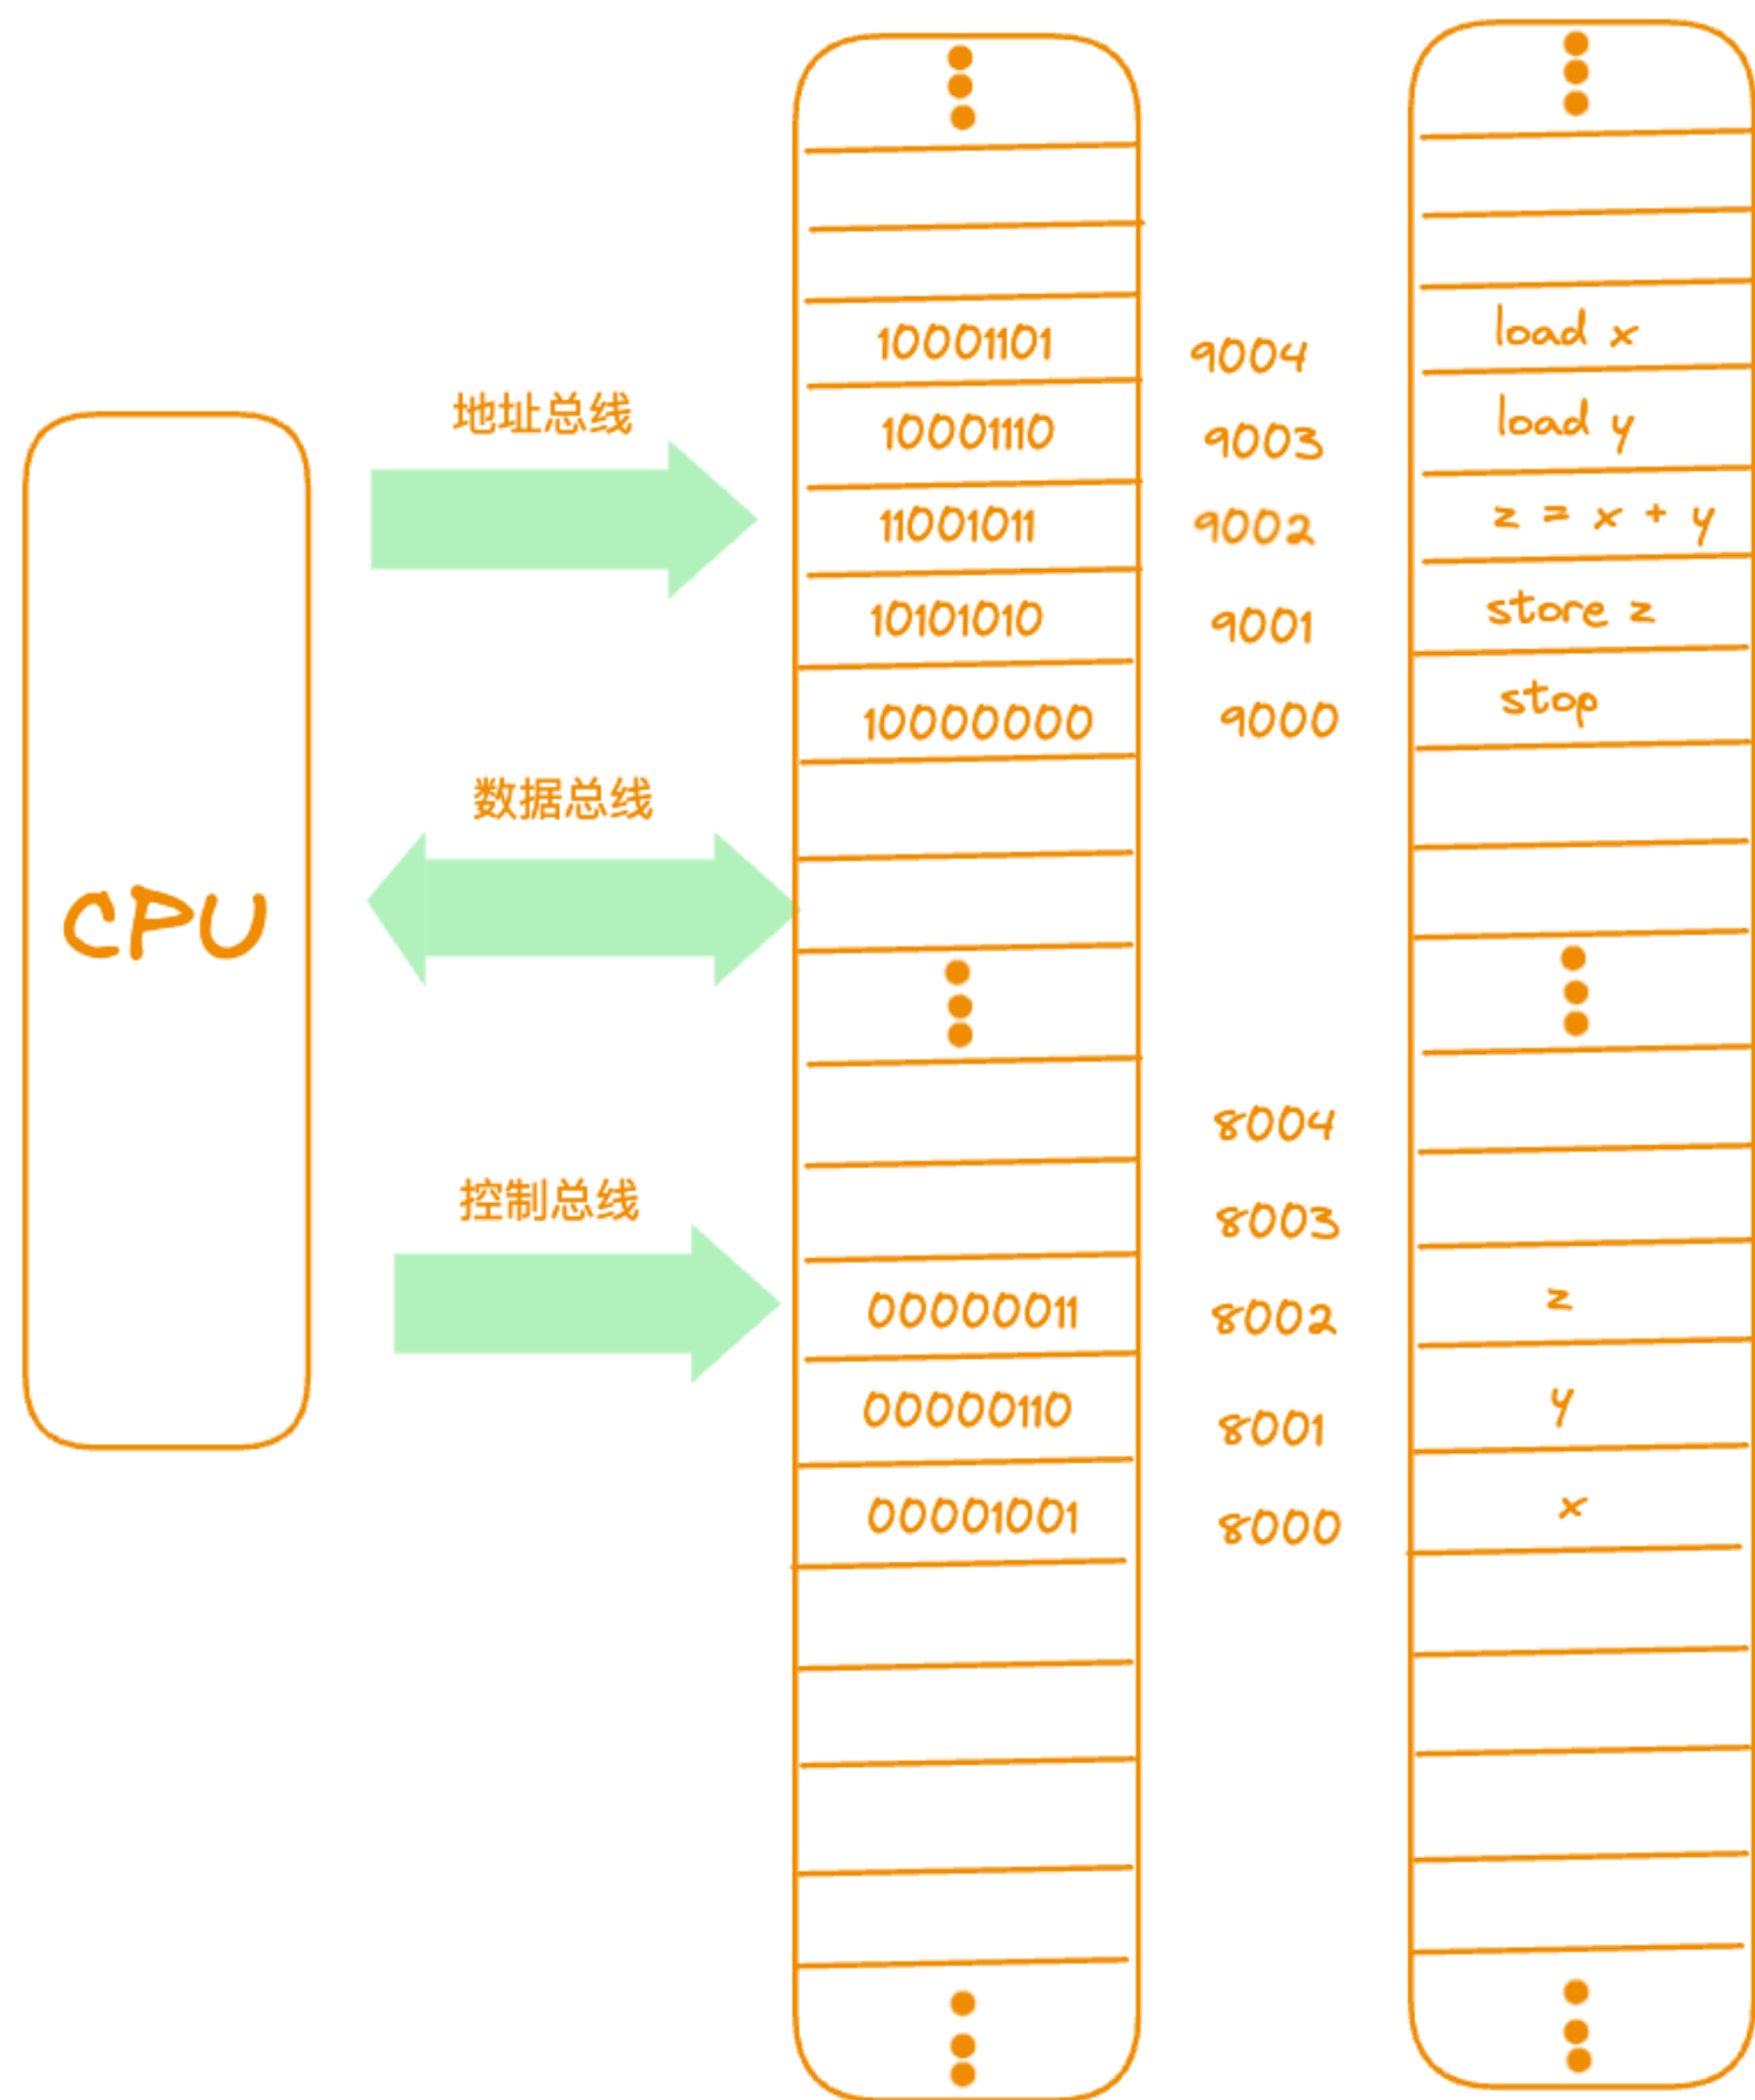 10001101 9004 load x
地址总线
10001110 9003 load y
11001011 9002 z = x + y
10101010 9001 store z
10000000 9000 stop
数据总线
CPU
8004
控制总线
8003
00000011 8002 z
00000110 8001 y
00001001 8000 x